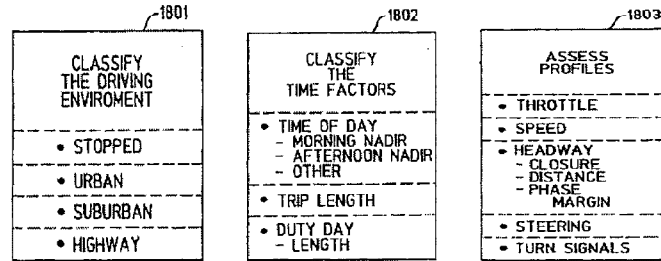 1801
CLASSIFY
THE DRIVING
ENVIROMENT
• STOPPED
• URBAN
• SUBURBAN
• HIGHWAY
1802
CLASSIFY
THE
TIME FACTORS
• TIME OF DAY
- MORNING NADIR
- AFTERNOON NADIR
- OTHER
• TRIP LENGTH
• DUTY DAY
- LENGTH
1803
ASSESS
PROFILES
• THROTTLE
• SPEED
• HEADWAY
- CLOSURE
- DISTANCE
- PHASE
MARGIN
• STEERING
• TURN SIGNALS